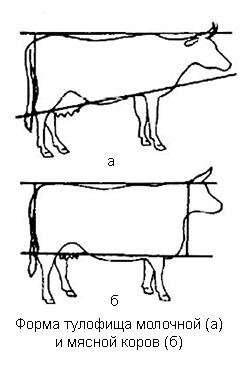 а
б
Форма тулофища молочной (а)
и мясной коров (б)